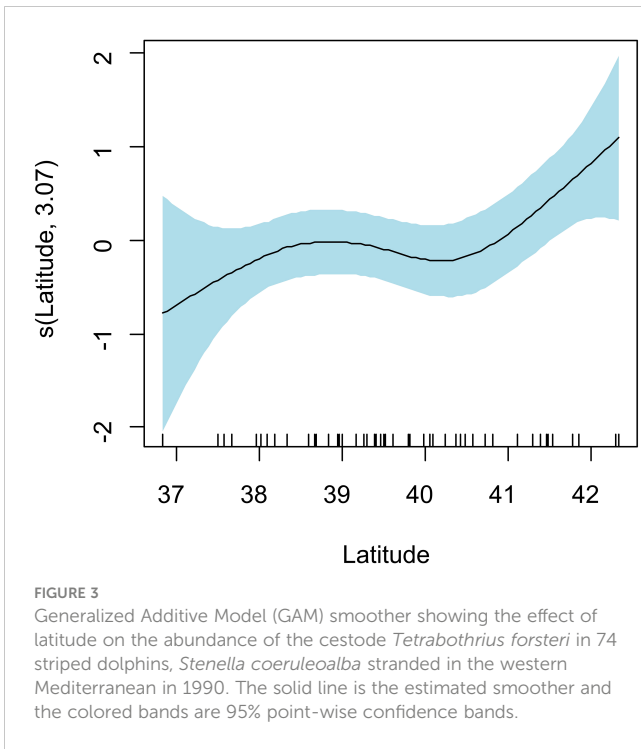 2
1
0
-1
-2
s(Latitude, 3.07)
37 38 39 40 41 42
Latitude
FIGURE 3
Generalized Additive Model (GAM) smoother showing the effect of
latitude on the abundance of the cestode Tetrabothrius forsteri in 74
striped dolphins, Stenella coeruleoalba stranded in the western
Mediterranean in 1990. The solid line is the estimated smoother and
the colored bands are 95% point-wise confidence bands.